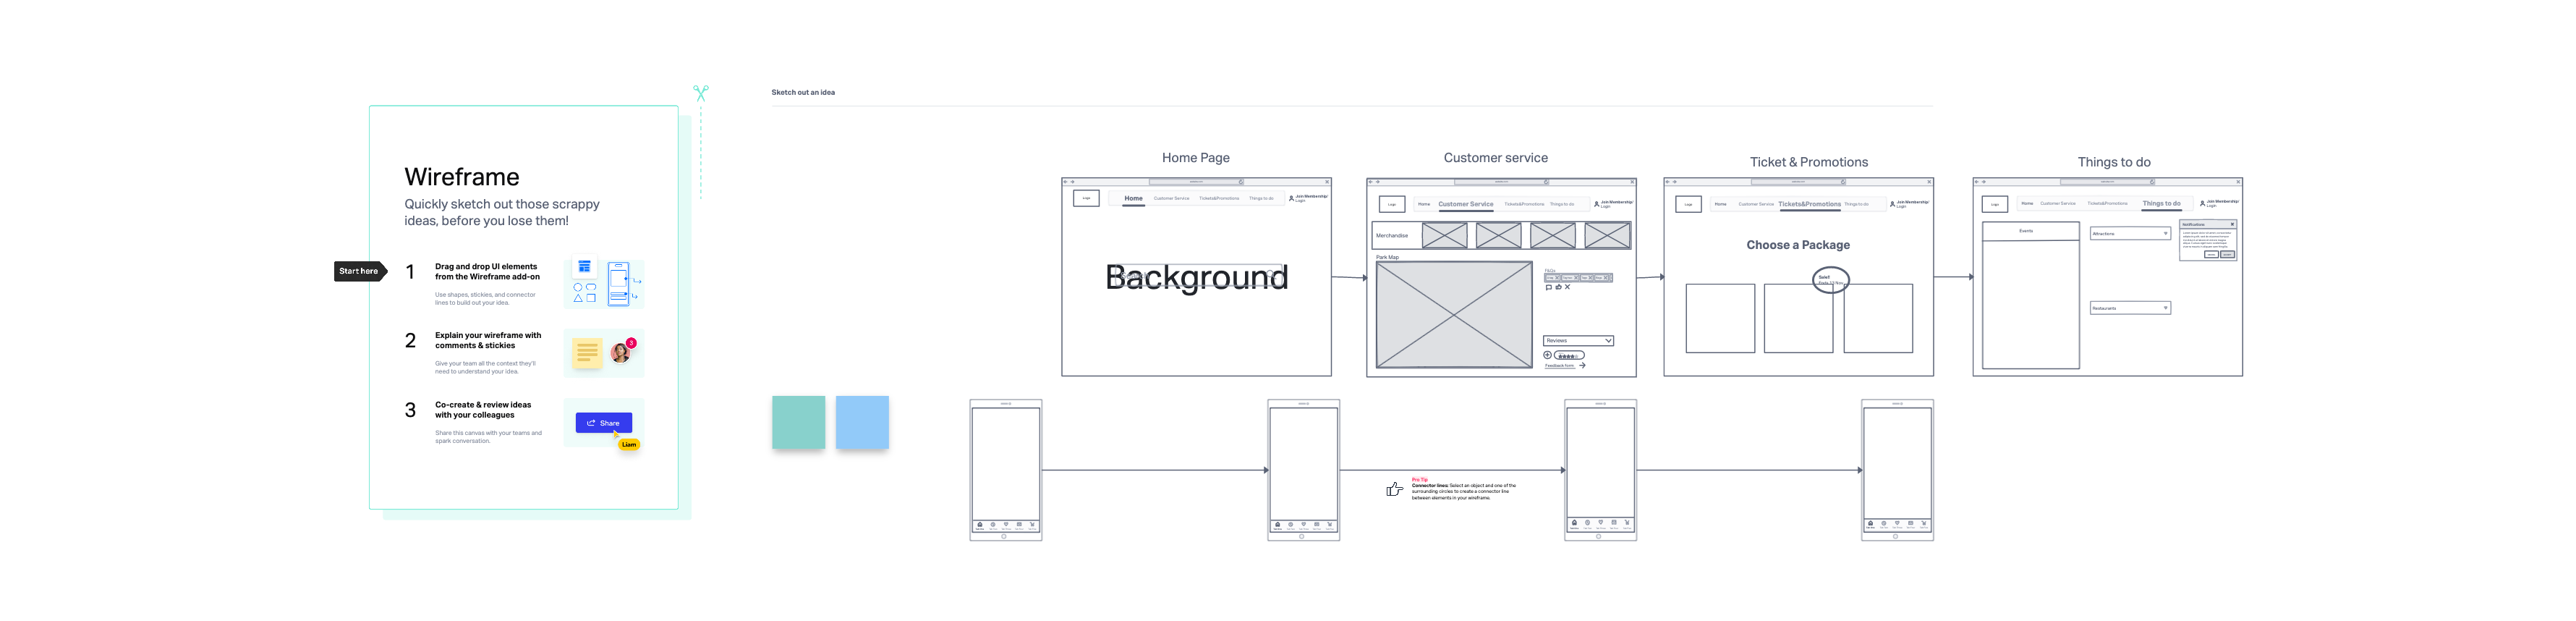 Sketch out an idea
Wireframe
Quickly sketch out those scrappy
ideas, before you lose them!
Start here
1
Drag and drop UI elements
from the Wireframe add-on
Use shapes, stickies, and connector
lines to build out your idea.
2
Explain your wireframe with
comments & stickies
Give your team all the context they'll
need to understand your idea.
3
3
Co-create & review ideas
with your colleagues
Share this canvas with your teams and
spark conversation.
Share
Liam
Home Page
Logo
Home
Customer Service
Tickets&Promotions
Things to do
Join Membership!
Login
Background
Customer service
Logo
Home
Customer Service
Tickets&Promotions
Things to do
Join Membership!
Login
Merchandise
Park Map
FAQs
Reviews
Feedback form
Ticket & Promotions
Logo
Home
Customer Service
Tickets&Promotions
Things to do
Join Membership!
Login
Choose a Package
Sale!!
Things to do
Logo
Home
Customer Service
Tickets&Promotions
Things to do
Join Membership!
Login
Events
Attractions
Restaurants
Notifications
Pro Tip
Connector lines: Select an object and one of the
surrounding circles to create a connector line
between elements in your wireframe.